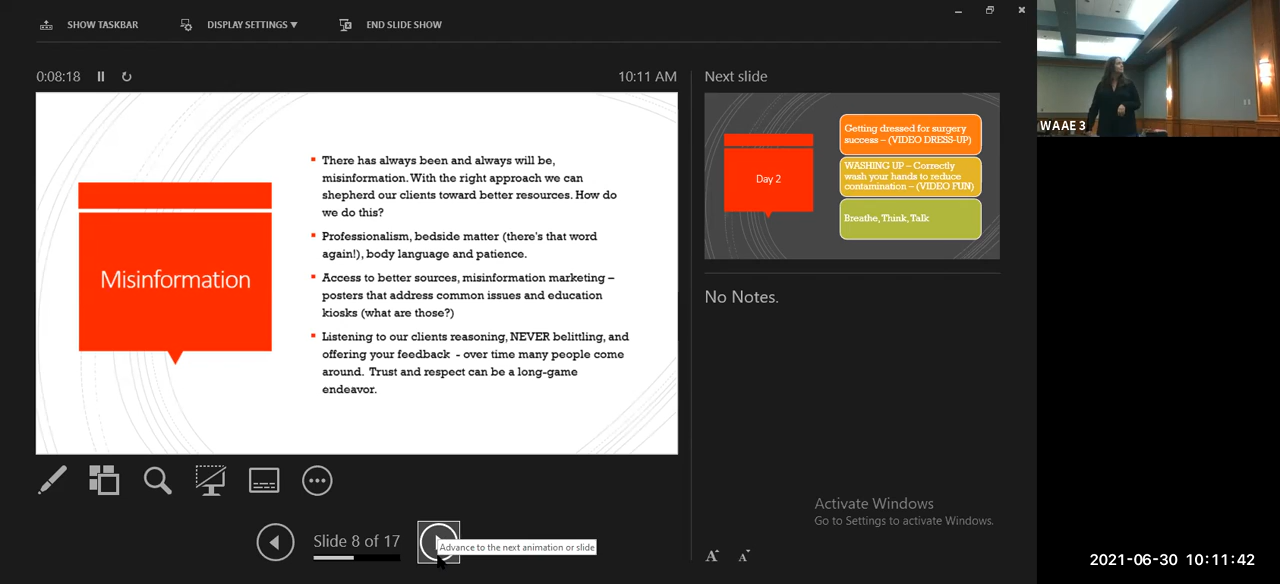 SHOW TASKBAR
DISPLAY SETTINGS
END SLIDE SHOW
0:08:18
10:11 AM
Next slide
Misinformation
There has always been and always will be,
misinformation. With the right approach we can
shepherd our clients toward better resources. How do
we do this?
Professionalism, bedside matter (there's that word
again!), body language and patience.
Access to better sources, misinformation marketing –
posters that address common issues and education
kiosks (what are those?)
Listening to our clients reasoning, NEVER belittling, and
offering your feedback - over time many people come
around. Trust and respect can be a long-game
endeavor.
Day 2
Getting dressed for surgery
success – (VIDEO DRESS-UP)
WASHING UP – Correctly
wash your hands to reduce
contamination – (VIDEO FUN)
Breathe, Think, Talk
No Notes.
Slide 8 of 17
Advance to the next animation or slide
Activate Windows
Go to Settings to activate Windows.
A A
WAAE 3
2021-06-30 10:11:42